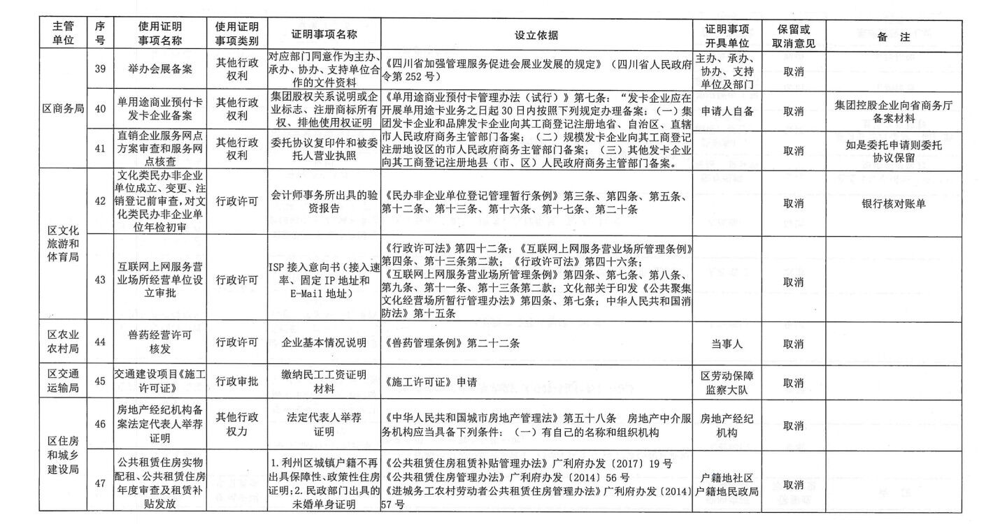 主管
单位
序
号
使用证明
事项名称
使用证明
事项类别
证明事项名称
设立依据
证明事项
开具单位
保留或
取消意见
备 注
区商务局
39
举办会展备案
其他行政
权利
对应部门同意作为主办、
承办、协办、支持单位合
作的文件资料
《四川省加强管理服务促进会展业发展的规定》（四川省人民政府
令第 252 号）
主办、承办、
协办、支持
单位及部门
取消
40
单用途商业预付卡
发卡企业备案
其他行政
权利
集团股权关系说明或企
业标志、注册商标所有
权、排他使用权证明
《单用途商业预付卡管理办法（试行）》第七条：“发卡企业应在
开展单用途卡业务之日起 30 日内按照下列规定办理备案：（一）集
团发卡企业和品牌发卡企业向其工商登记注册地省、自治区、直辖
市人民政府商务主管部门备案；（二）规模发卡企业向其工商登记
注册地设区的市人民政府商务主管部门备案；（三）其他发卡企业
向其工商登记注册地县（市、区）人民政府商务主管部门备案。
申请人自备
取消
集团控股企业向省商务厅
备案材料
41
直销企业服务网点
方案审查和服务网
点核查
其他行政
权利
委托协议复印件和被委
托人营业执照
取消
如是委托申请则委托
协议保留
区文化
旅游和
体育局
42
文化类民办非企业
单位成立、变更、注
销登记前审查,对文
化类民办非企业单
位年检初审
行政许可
会计师事务所出具的验
资报告
《民办非企业单位登记管理暂行条例》第三条、第四条、第五条、
第十二条、第十三条、第十六条、第十七条、第二十条
取消
银行核对账单
43
互联网上网服务营
业场所经营单位设
立审批
行政许可
ISP 接入意向书（接入速
率、固定 IP 地址和
E-Mail 地址）
《行政许可法》第四十二条；《互联网上网服务营业场所管理条例》
第四条、第十三条第二款；《行政许可法》第四十六条；
《互联网上网服务营业场所管理条例》第四条、第七条、第八条、
第九条、第十一条、第十三条第二款；文化部关于印发《公共聚集
文化经营场所暂行管理办法》第四条、第七条；中华人民共和国消
防法》第十五条
取消
区农业
农村局
44
兽药经营许可
核发
行政许可
企业基本情况说明
《兽药管理条例》第二十二条
当事人
取消
区交通
运输局
45
交通建设项目《施工
许可证》
行政审批
缴纳民工工资证明
材料
《施工许可证》申请
区劳动保障
监察大队
取消
区住房
和城乡
建设局
46
房地产经纪机构备
案法定代表人举荐
证明
其他行政
权力
法定代表人举荐
证明
《中华人民共和国城市房地产管理法》第五十八条 房地产中介服
务机构应当具备下列条件：（一）有自己的名称和组织机构
房地产经纪
机构
取消
47
公共租赁住房实物
配租、公共租赁住房
年度审查及租赁补
贴发放
1.利州区城镇户籍不再
出具保障性、政策性住房
证明;2.民政部门出具的
未婚单身证明
《公共租赁住房租赁补贴管理办法》广利府办发〔2017〕19 号
《公共租赁住房管理办法》广利府办发〔2014〕56 号
《进城务工农村劳动者公共租赁住房管理办法》广利府办发〔2014〕
57 号
户籍地社区
户籍地民政局
取消